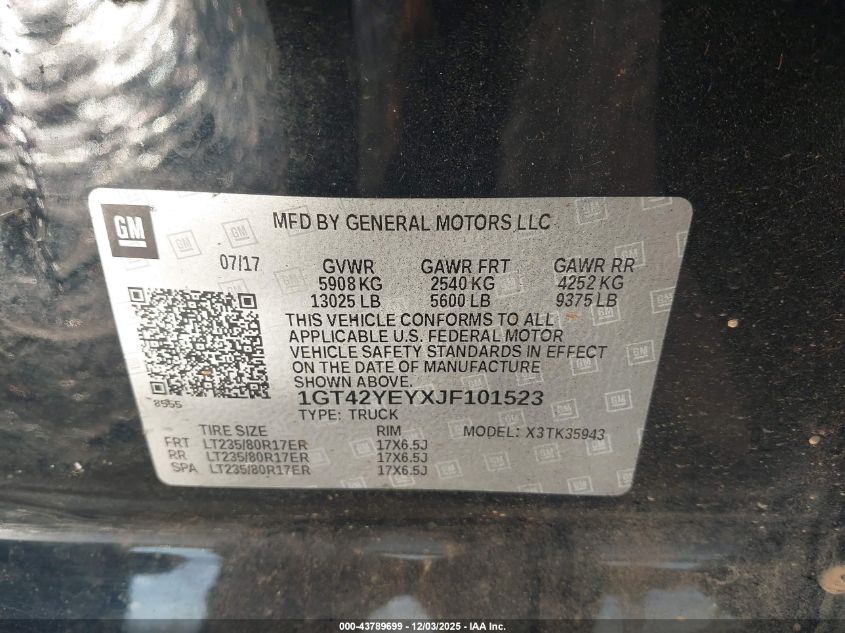 GM
MFD BY GENERAL MOTORS LLC
07/17 GVWR GAWR FRT GAWR RR
5908 KG 2540 KG 4252 KG
13025 LB 5600 LB 9375 LB
THIS VEHICLE CONFORMS TO ALL
APPLICABLE U.S. FEDERAL MOTOR
VEHICLE SAFETY STANDARDS IN EFFECT
ON THE DATE OF MANUFACTURE
SHOWN ABOVE.
8555
1GT42YEYXJF101523
TYPE: TRUCK
TIRE SIZE RIM MODEL: X3TK35943
FRT LT235/80R17ER 17X6.5J
RR LT235/80R17ER 17X6.5J
SPA LT235/80R17ER 17X6.5J
000-43789699 - 12/03/2025 - IAA Inc.